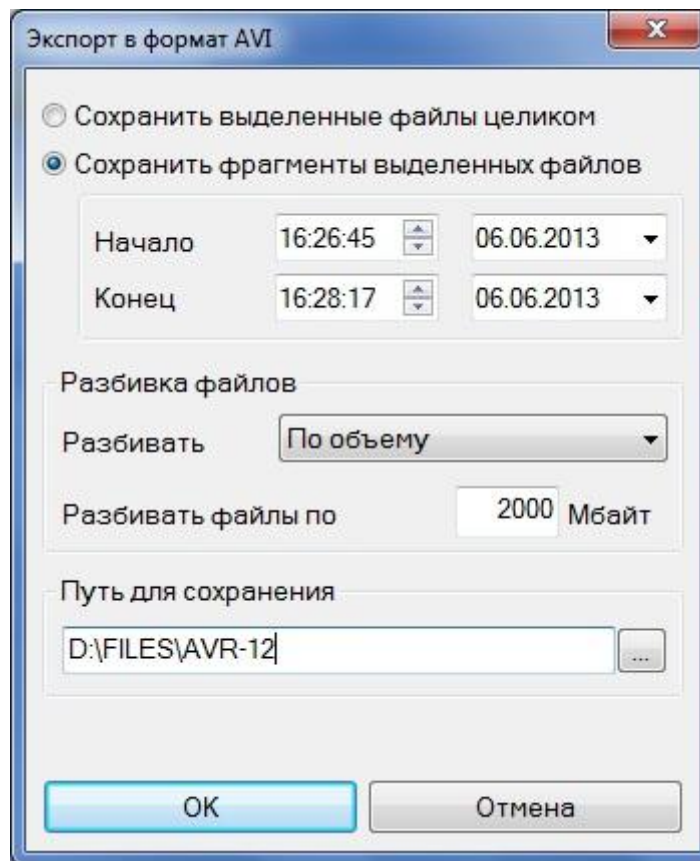 Экспорт в формат AVI
Сохранить выделенные файлы целиком
Сохранить фрагменты выделенных файлов
Начало 16:26:45 06.06.2013
Конец 16:28:17 06.06.2013
Разбивка файлов
Разбивать По объему
Разбивать файлы по 2000 Мбайт
Путь для сохранения
D:\FILES\AVR-12
...
OK Отмена